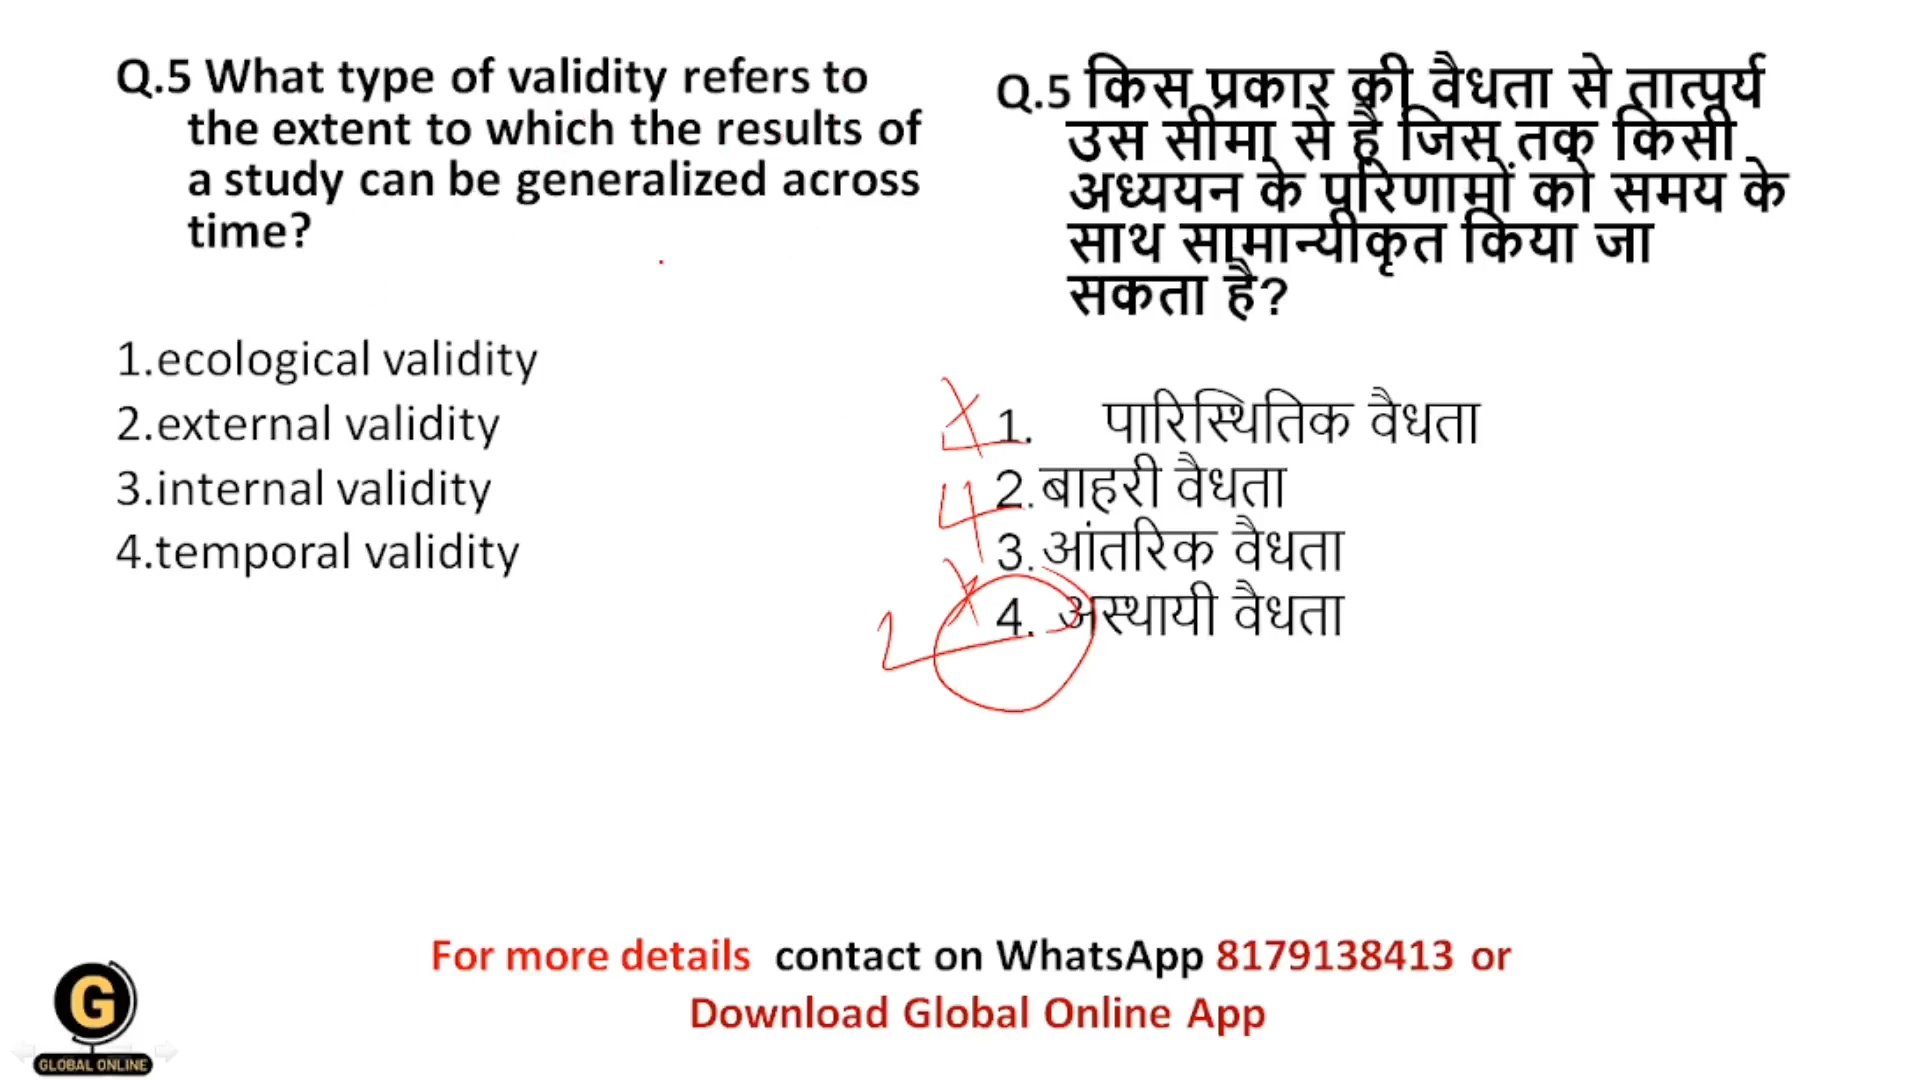 Q.5 What type of validity refers to
the extent to which the results of
a study can be generalized across
time?
1.ecological validity
2.external validity
3.internal validity
4.temporal validity
Q.5 किस प्रकार की वैधता से तात्पर्य
उस सीमा से है जिस तक किसी
अध्ययन के परिणामों को समय के
साथ सामान्यीकृत किया जा
सकता है?
1. पारिस्थितिक वैधता
2.बाहरी वैधता
3.आंतरिक वैधता
4. अस्थायी वैधता
For more details contact on WhatsApp 8179138413 or
Download Global Online App
G
GLOBAL ONLINE